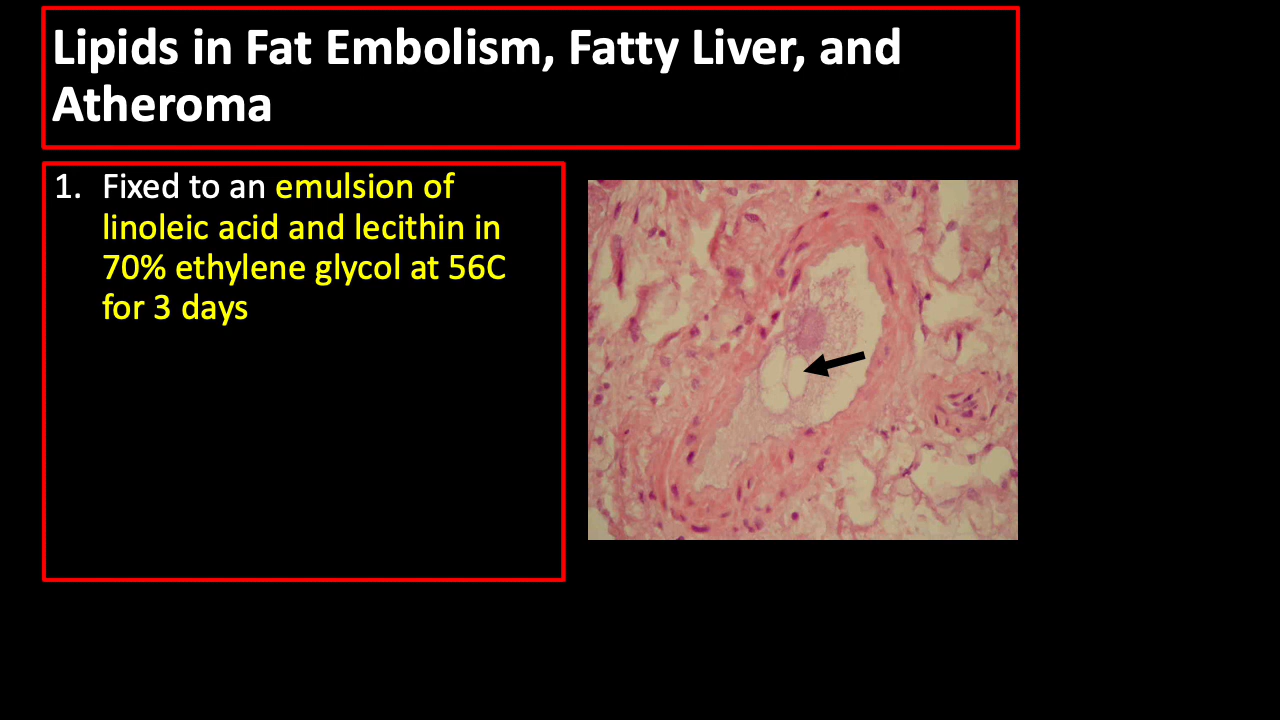 Lipids in Fat Embolism, Fatty Liver, and
Atheroma
1. Fixed to an emulsion of
linoleic acid and lecithin in
70% ethylene glycol at 56C
for 3 days